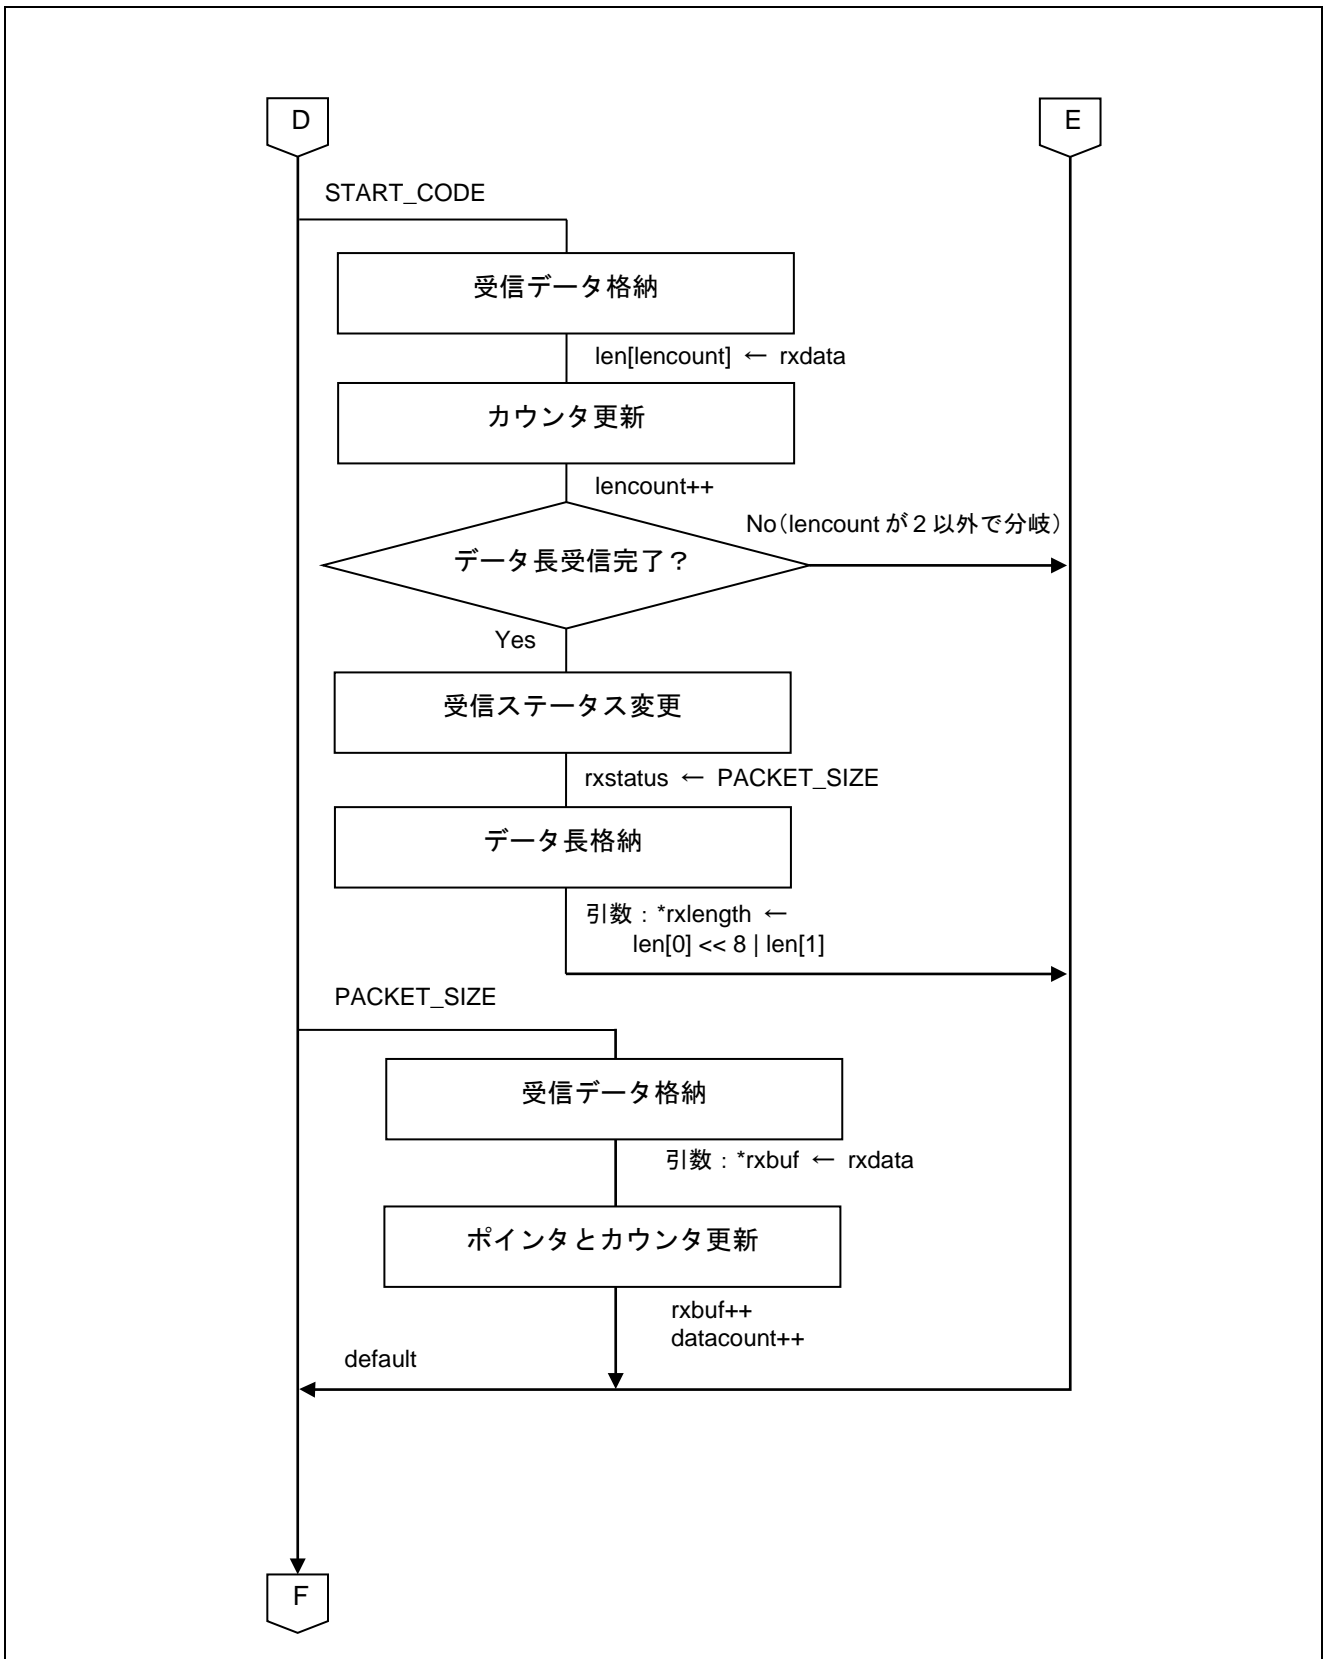 D
E
START_CODE
受信データ格納
len[lencount] ← rxdata
カウンタ更新
lencount++
No（lencount が 2 以外で分岐）
データ長受信完了？
Yes
受信ステータス変更
rxstatus ← PACKET_SIZE
データ長格納
引数：*rxlength ←
len[0] << 8 | len[1]
PACKET_SIZE
受信データ格納
引数：*rxbuf ← rxdata
ポインタとカウンタ更新
rxbuf++
datacount++
default
F